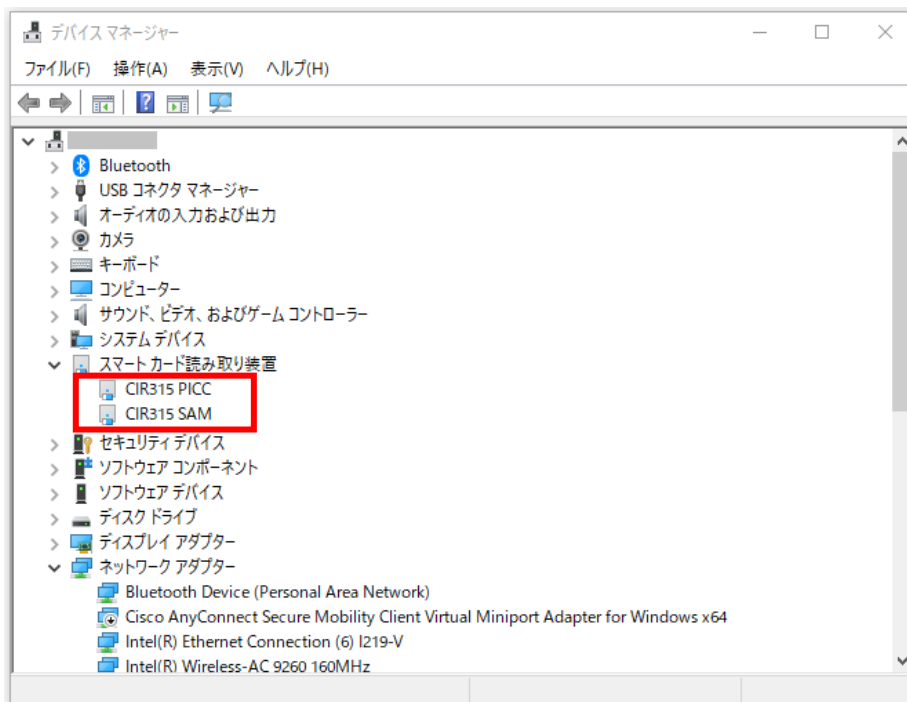 デバイス マネージャー
ファイル(F) 操作(A) 表示(V) ヘルプ(H)
Bluetooth
USB コネクタ マネージャー
オーディオの入力および出力
カメラ
キーボード
コンピューター
サウンド、ビデオ、およびゲーム コントローラー
システム デバイス
スマート カード読み取り装置
CIR315 PICC
CIR315 SAM
セキュリティ デバイス
ソフトウェア コンポーネント
ソフトウェア デバイス
ディスク ドライブ
ディスプレイ アダプター
ネットワーク アダプター
Bluetooth Device (Personal Area Network)
Cisco AnyConnect Secure Mobility Client Virtual Miniport Adapter for Windows x64
Intel(R) Ethernet Connection (6) I219-V
Intel(R) Wireless-AC 9260 160MHz